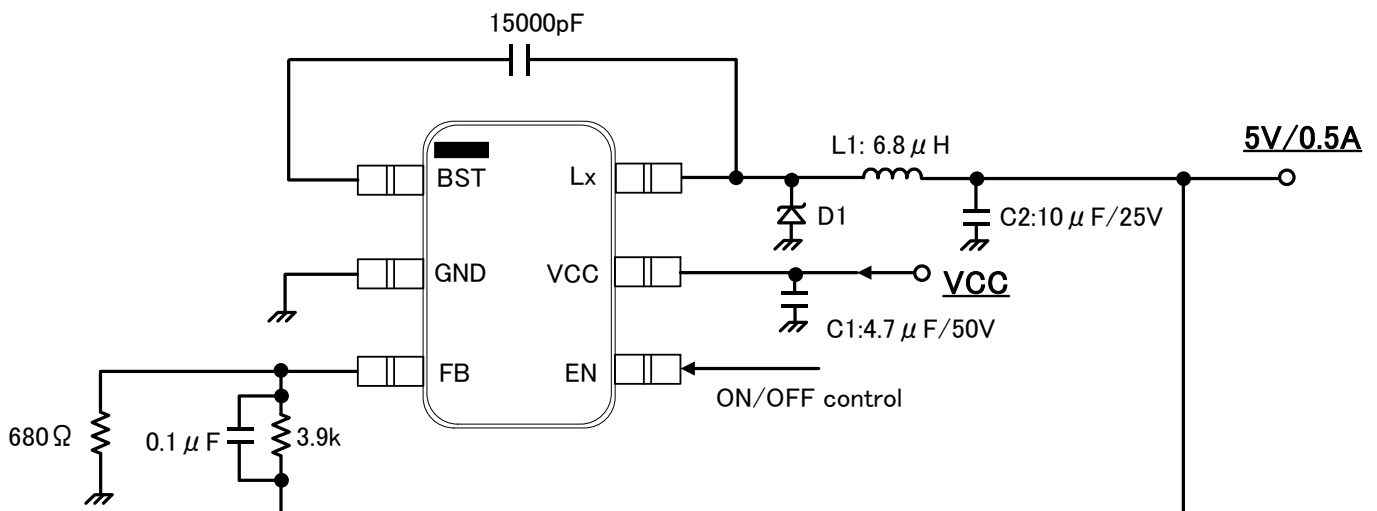 15000pF
BST
Lx
L1: 6.8μH
5V/0.5A
D1
C2:10μF/25V
GND
VCC
VCC
C1:4.7μF/50V
FB
EN
ON/OFF control
680Ω
0.1μF
3.9k